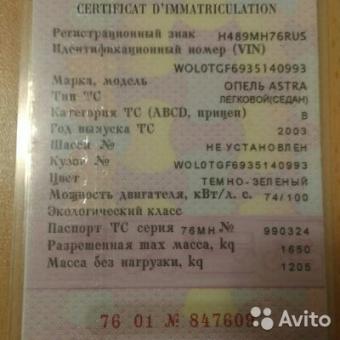 CERTIFICAT D'IMMATRICULATION
Регистрационный знак Н489МН76RUS
Идентификационный номер (VIN)
WOLOTGF6935140993
Марка, модель ОПЕЛЬ ASTRA
Тип ТС ЛЕГКОВОЙ(СЕДАН)
Категория ТС (ABCD, прицеп) B
Год выпуска ТС 2003
Шасси № НЕ УСТАНОВЛЕН
Кузов № WOLOTGF6935140993
Цвет ТЕМНО-ЗЕЛЕНЫЙ
Мощность двигателя, кВт/л. с. 74/100
Экологический класс
Паспорт ТС серия 76МН № 990324
Разрешенная max масса, kg 1650
Масса без нагрузки, kg 1205
76 01 № 847609
Avito